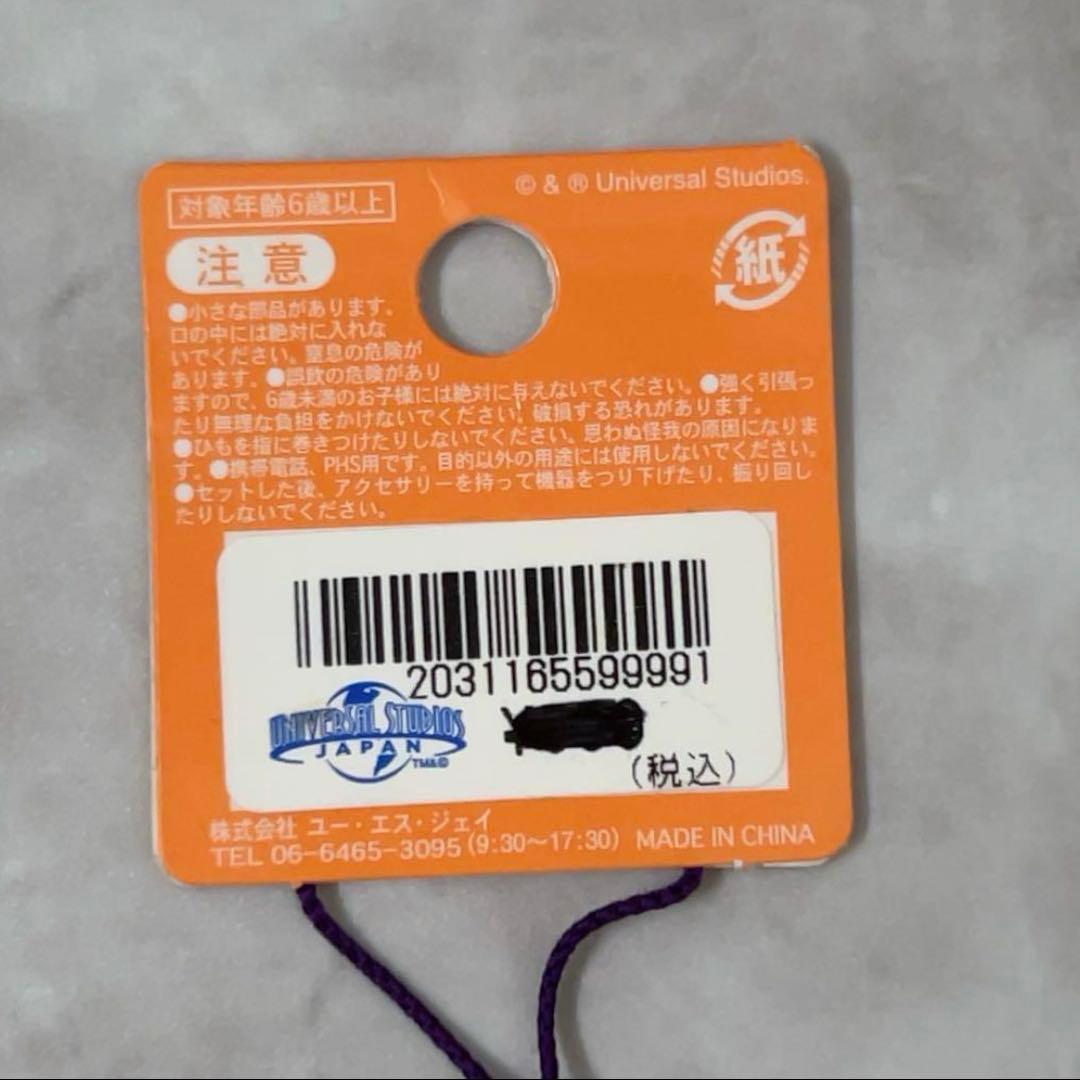 対象年齢6歳以上
© & ® Universal Studios.
注意
紙
●小さな部品があります。
口の中には絶対に入れな
いでください。窒息の危険が
あります。●誤飲の危険があり
ますので、6歳未満のお子様には絶対に与えないでください。●強く引張っ
たり無理な負担をかけないでください。破損する恐れがあります。
●ひもを指に巻きつけたりしないでください。思わぬ怪我の原因になりま
す。●携帯電話、PHS用です。目的以外の用途には使用しないでください。
●セットした後、アクセサリーを持って機器をつり下げたり、振り回し
たりしないでください。
2031165599991
UNIVERSAL STUDIOS
JAPAN
TM&©
(税込)
株式会社 ユー・エス・ジェイ
TEL 06-6465-3095 (9:30〜17:30) MADE IN CHINA